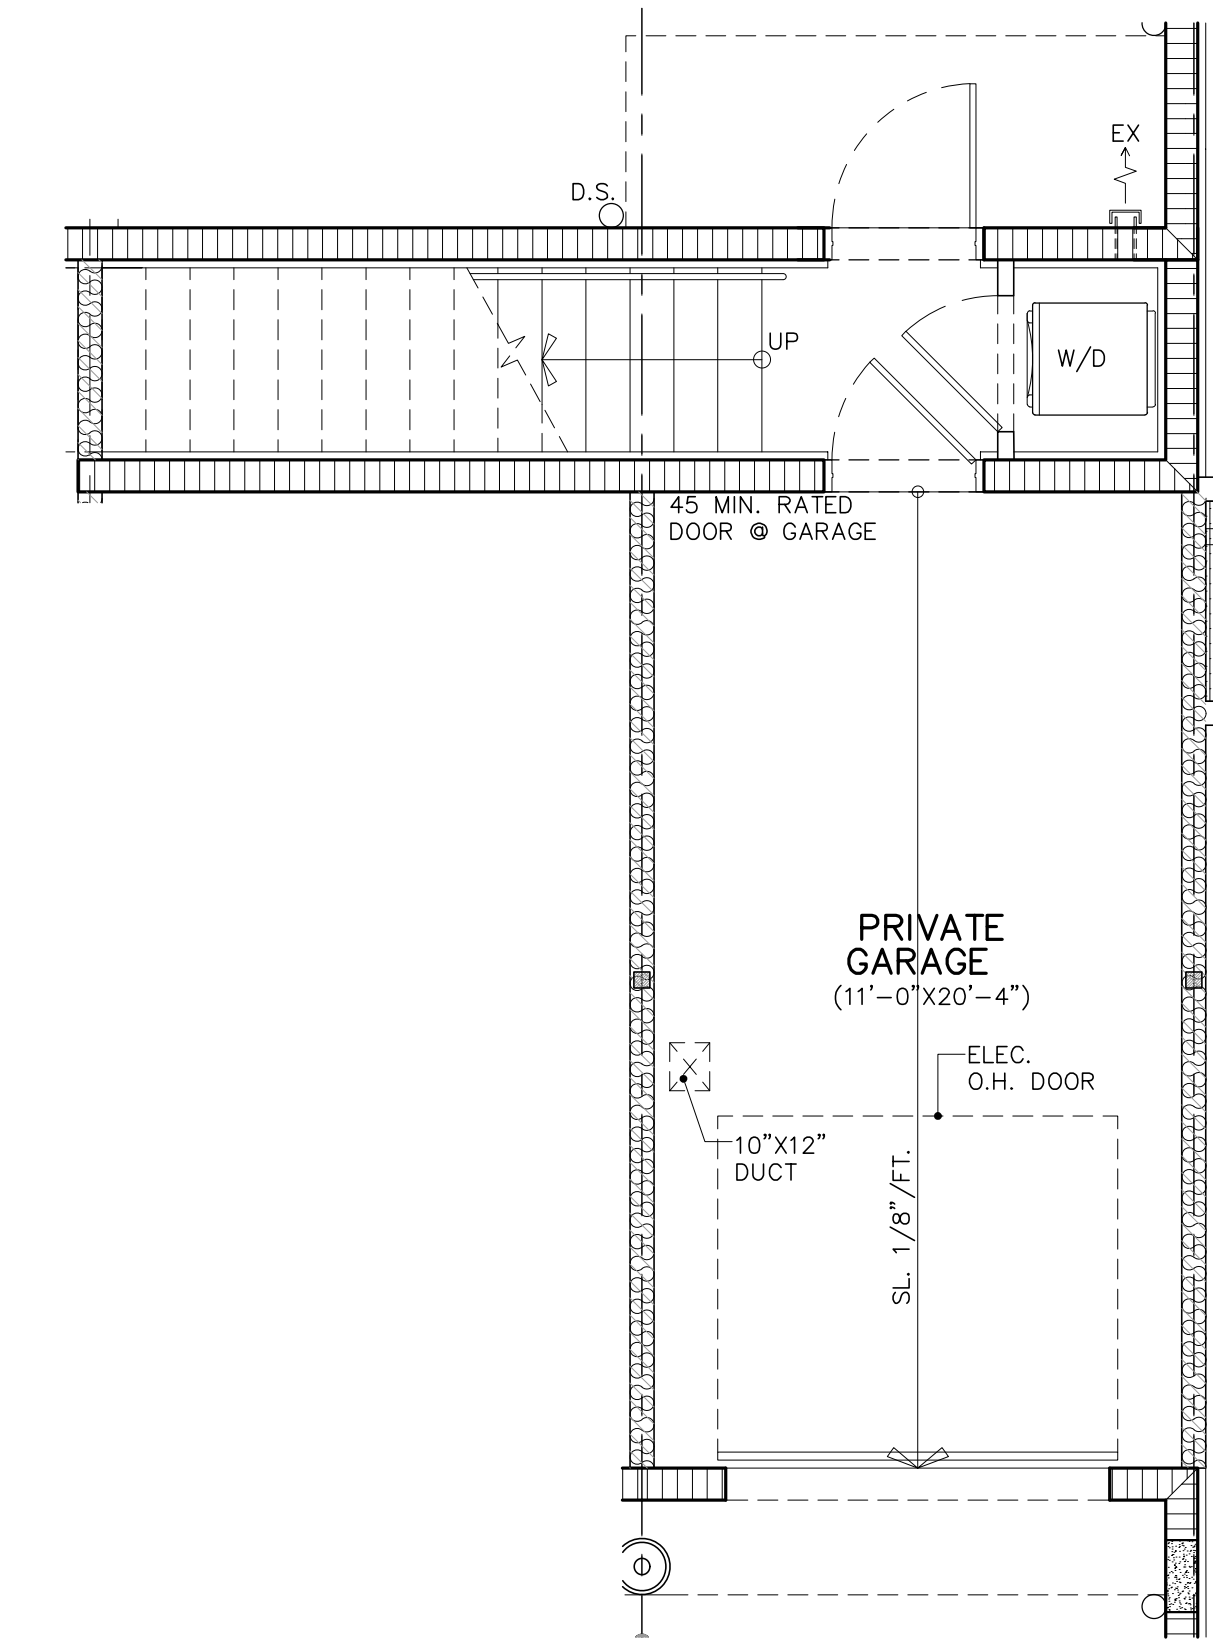 EX
D.S.
UP
W/D
45 MIN. RATED
DOOR @ GARAGE
PRIVATE
GARAGE
(11'-0"X20'-4")
ELEC.
O.H. DOOR
10"X12"
DUCT
SL. 1/8"/FT.